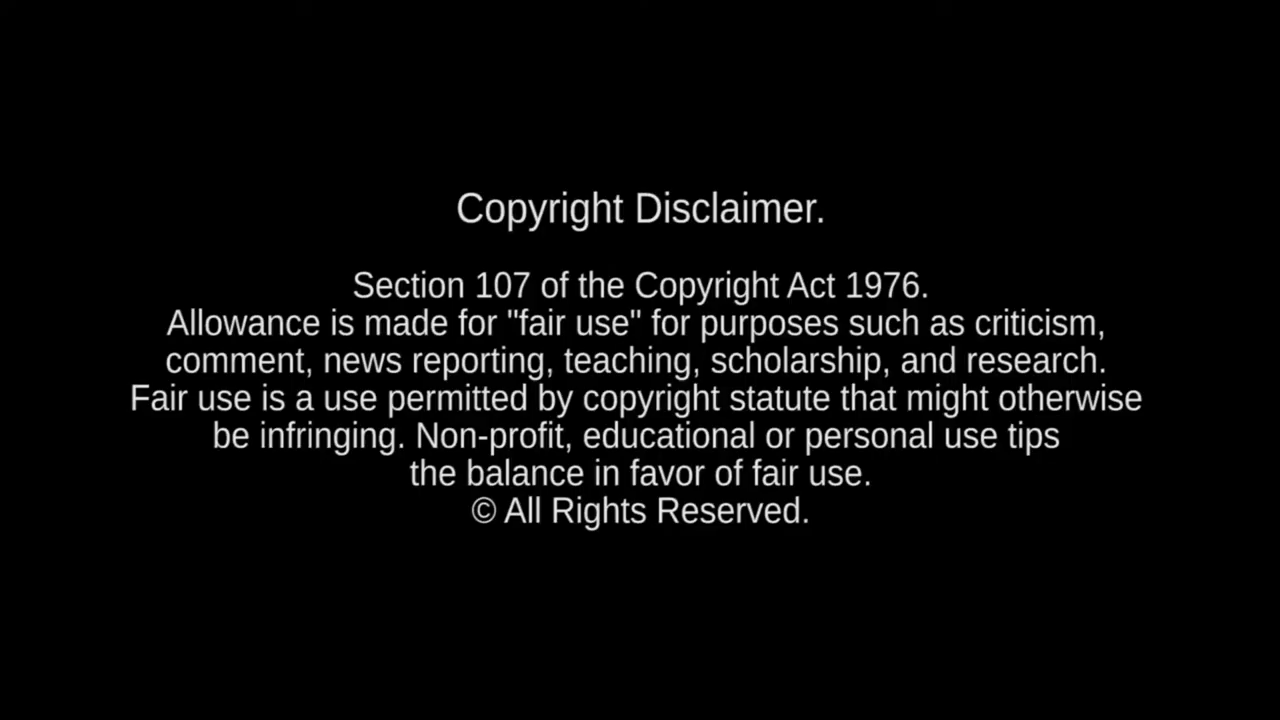 Copyright Disclaimer.
Section 107 of the Copyright Act 1976.
Allowance is made for "fair use" for purposes such as criticism,
comment, news reporting, teaching, scholarship, and research.
Fair use is a use permitted by copyright statute that might otherwise
be infringing. Non-profit, educational or personal use tips
the balance in favor of fair use.
© All Rights Reserved.